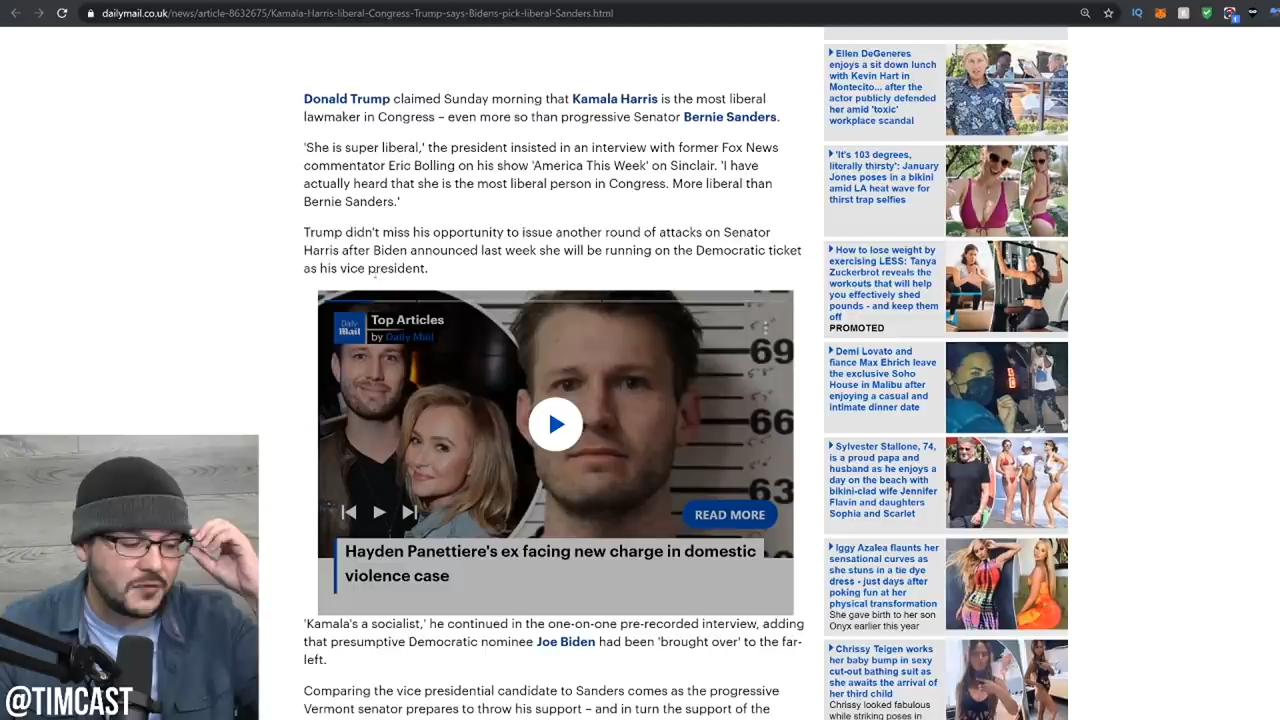 dailymail.co.uk/news/article-8632675/Kamala-Harris-liberal-Congress-Trump-says-Bidens-pick-liberal-Sanders.html
Donald Trump claimed Sunday morning that Kamala Harris is the most liberal
lawmaker in Congress – even more so than progressive Senator Bernie Sanders.
'She is super liberal,' the president insisted in an interview with former Fox News
commentator Eric Bolling on his show 'America This Week' on Sinclair. 'I have
actually heard that she is the most liberal person in Congress. More liberal than
Bernie Sanders.'
Trump didn't miss his opportunity to issue another round of attacks on Senator
Harris after Biden announced last week she will be running on the Democratic ticket
as his vice president.
Daily Mail
Top Articles
by Daily Mail
69
66
63
READ MORE
Hayden Panettiere's ex facing new charge in domestic
violence case
'Kamala's a socialist,' he continued in the one-on-one pre-recorded interview, adding
that presumptive Democratic nominee Joe Biden had been 'brought over' to the far-
left.
Comparing the vice presidential candidate to Sanders comes as the progressive
Vermont senator prepares to throw his support – and in turn the support of the
Ellen DeGeneres
enjoys a sit down lunch
with Kevin Hart in
Montecito... after the
actor publicly defended
her amid 'toxic'
workplace scandal
'It's 103 degrees,
literally thirsty': January
Jones poses in a bikini
amid LA heat wave for
thirst trap selfies
How to lose weight by
exercising LESS: Tanya
Zuckerbrot reveals the
workouts that will help
you effectively shed
pounds - and keep them
off
PROMOTED
Demi Lovato and
fiance Max Ehrich leave
the exclusive Soho
House in Malibu after
enjoying a casual and
intimate dinner date
Sylvester Stallone, 74,
is a proud papa and
husband as he enjoys a
day on the beach with
bikini-clad wife Jennifer
Flavin and daughters
Sophia and Scarlet
Iggy Azalea flaunts her
sensational curves as
she stuns in a tie dye
dress - just days after
poking fun at her
physical transformation
She gave birth to her son
Onyx earlier this year
Chrissy Teigen works
her baby bump in sexy
cut-out bathing suit as
she awaits the arrival of
her third child
Chrissy looked fabulous
while striking poses in
@TIMCAST